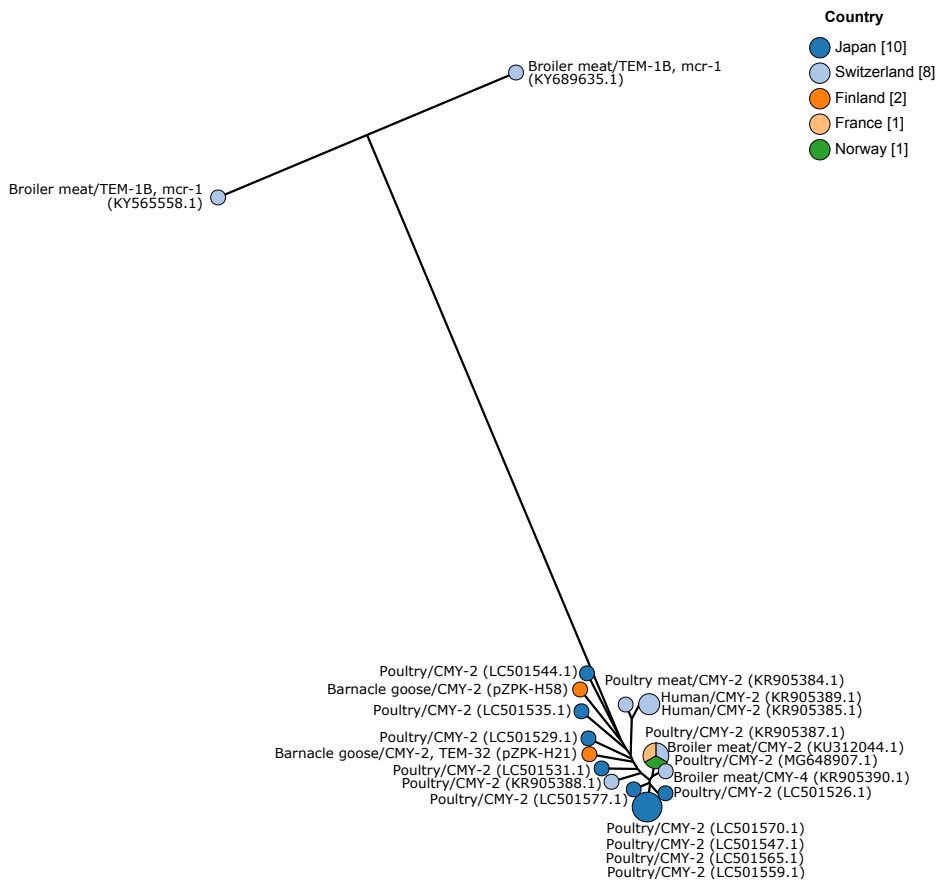 Country
Japan [10]
Switzerland [8]
Finland [2]
France [1]
Norway [1]
Broiler meat/TEM-1B, mcr-1
(KY689635.1)
Broiler meat/TEM-1B, mcr-1
(KY565558.1)
Poultry/CMY-2 (LC501544.1)
Barnacle goose/CMY-2 (pZPK-H58)
Poultry/CMY-2 (LC501535.1)
Poultry/CMY-2 (LC501529.1)
Barnacle goose/CMY-2, TEM-32 (pZPK-H21)
Poultry/CMY-2 (LC501531.1)
Poultry/CMY-2 (KR905388.1)
Poultry/CMY-2 (LC501577.1)
Poultry meat/CMY-2 (KR905384.1)
Human/CMY-2 (KR905389.1)
Human/CMY-2 (KR905385.1)
Poultry/CMY-2 (KR905387.1)
Broiler meat/CMY-2 (KU312044.1)
Poultry/CMY-2 (MG648907.1)
Broiler meat/CMY-4 (KR905390.1)
Poultry/CMY-2 (LC501526.1)
Poultry/CMY-2 (LC501570.1)
Poultry/CMY-2 (LC501547.1)
Poultry/CMY-2 (LC501565.1)
Poultry/CMY-2 (LC501559.1)